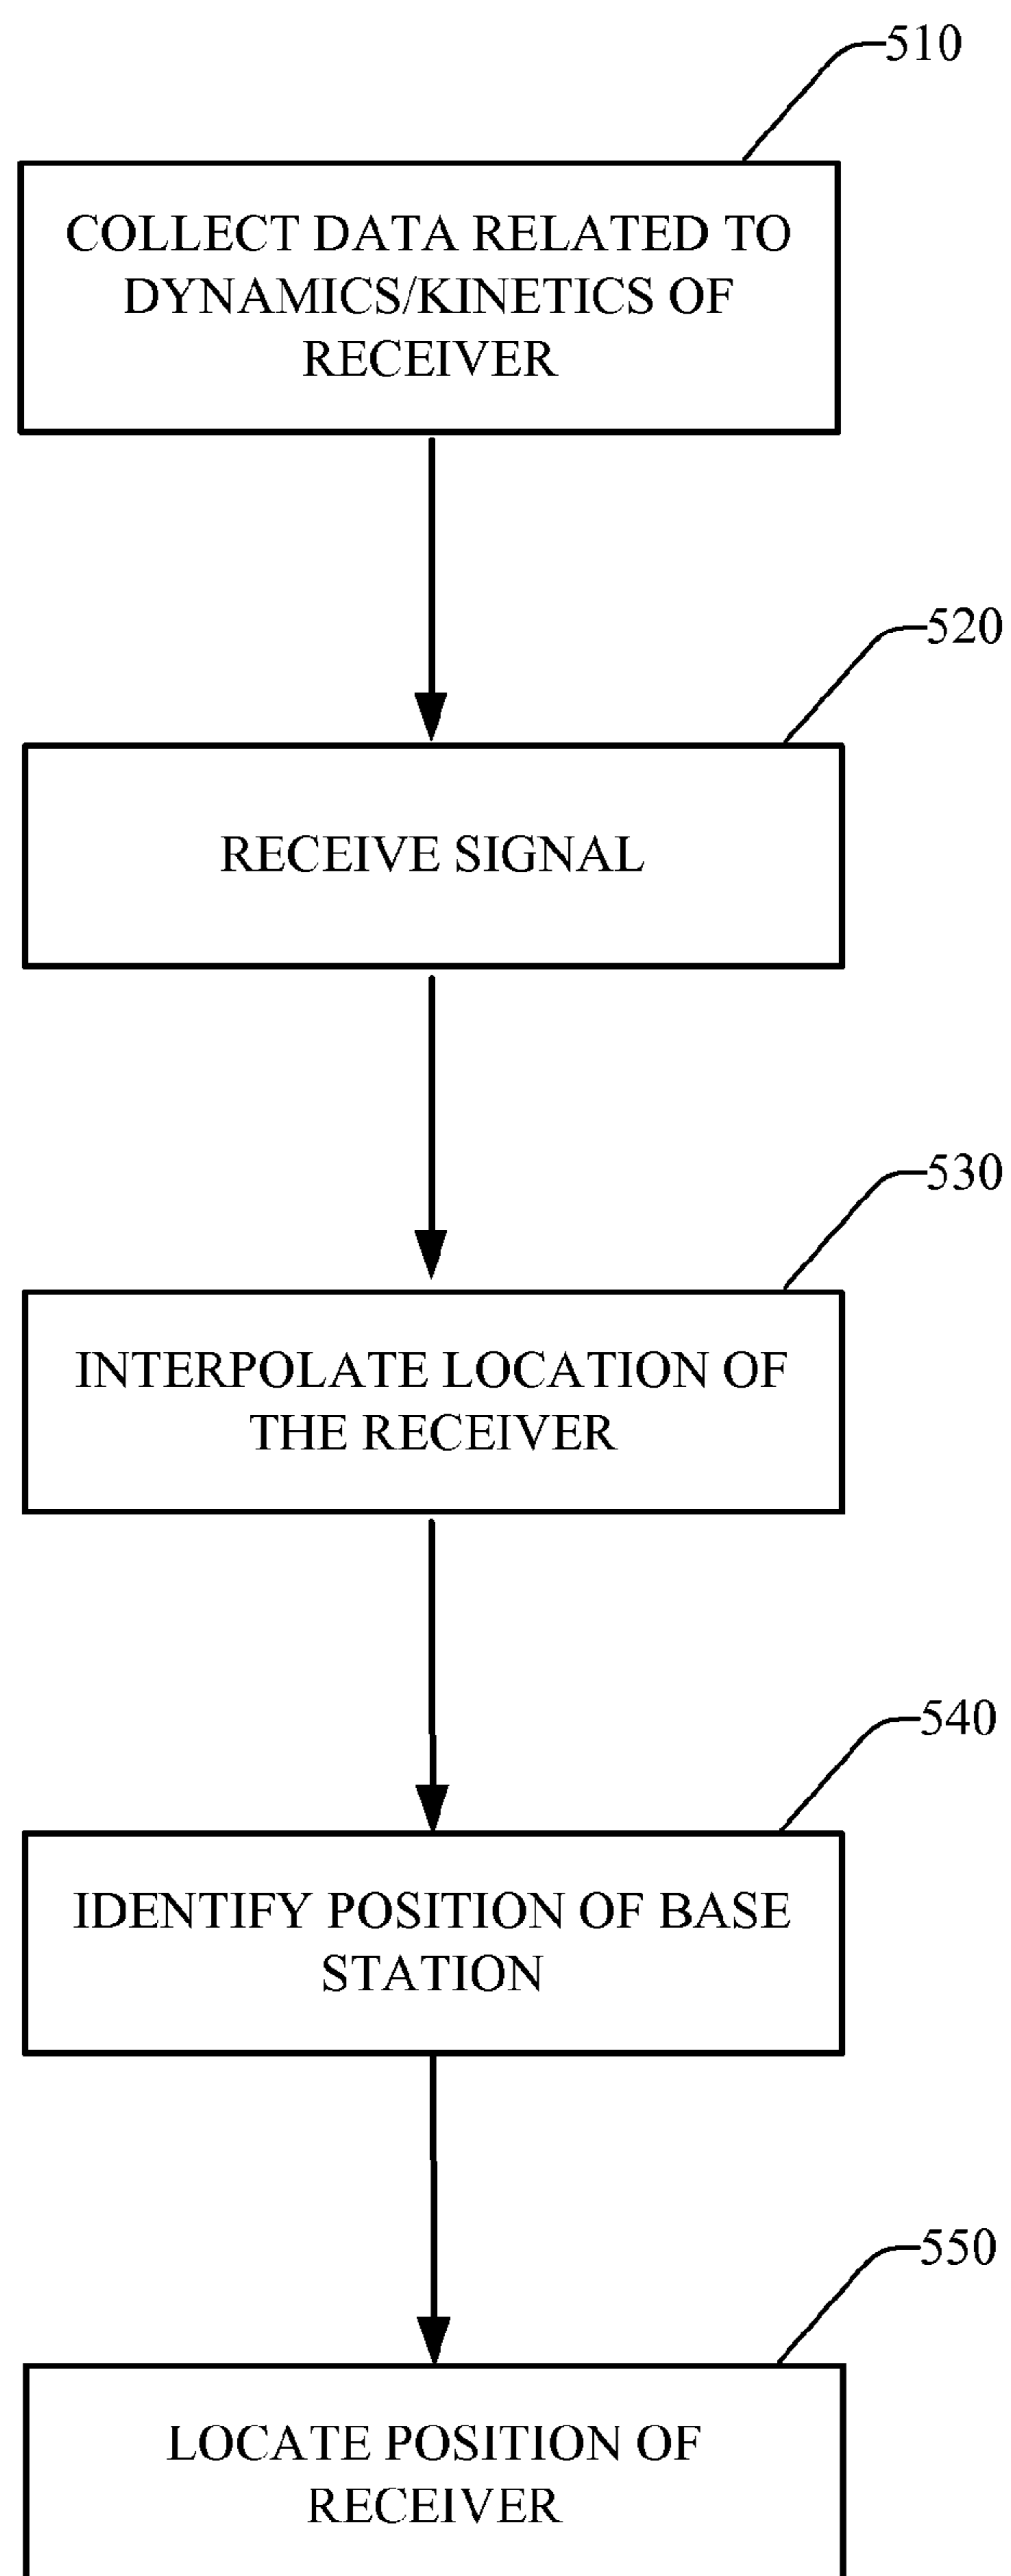 510
COLLECT DATA RELATED TO
DYNAMICS/KINETICS OF
RECEIVER
520
RECEIVE SIGNAL
530
INTERPOLATE LOCATION OF
THE RECEIVER
540
IDENTIFY POSITION OF BASE
STATION
550
LOCATE POSITION OF
RECEIVER